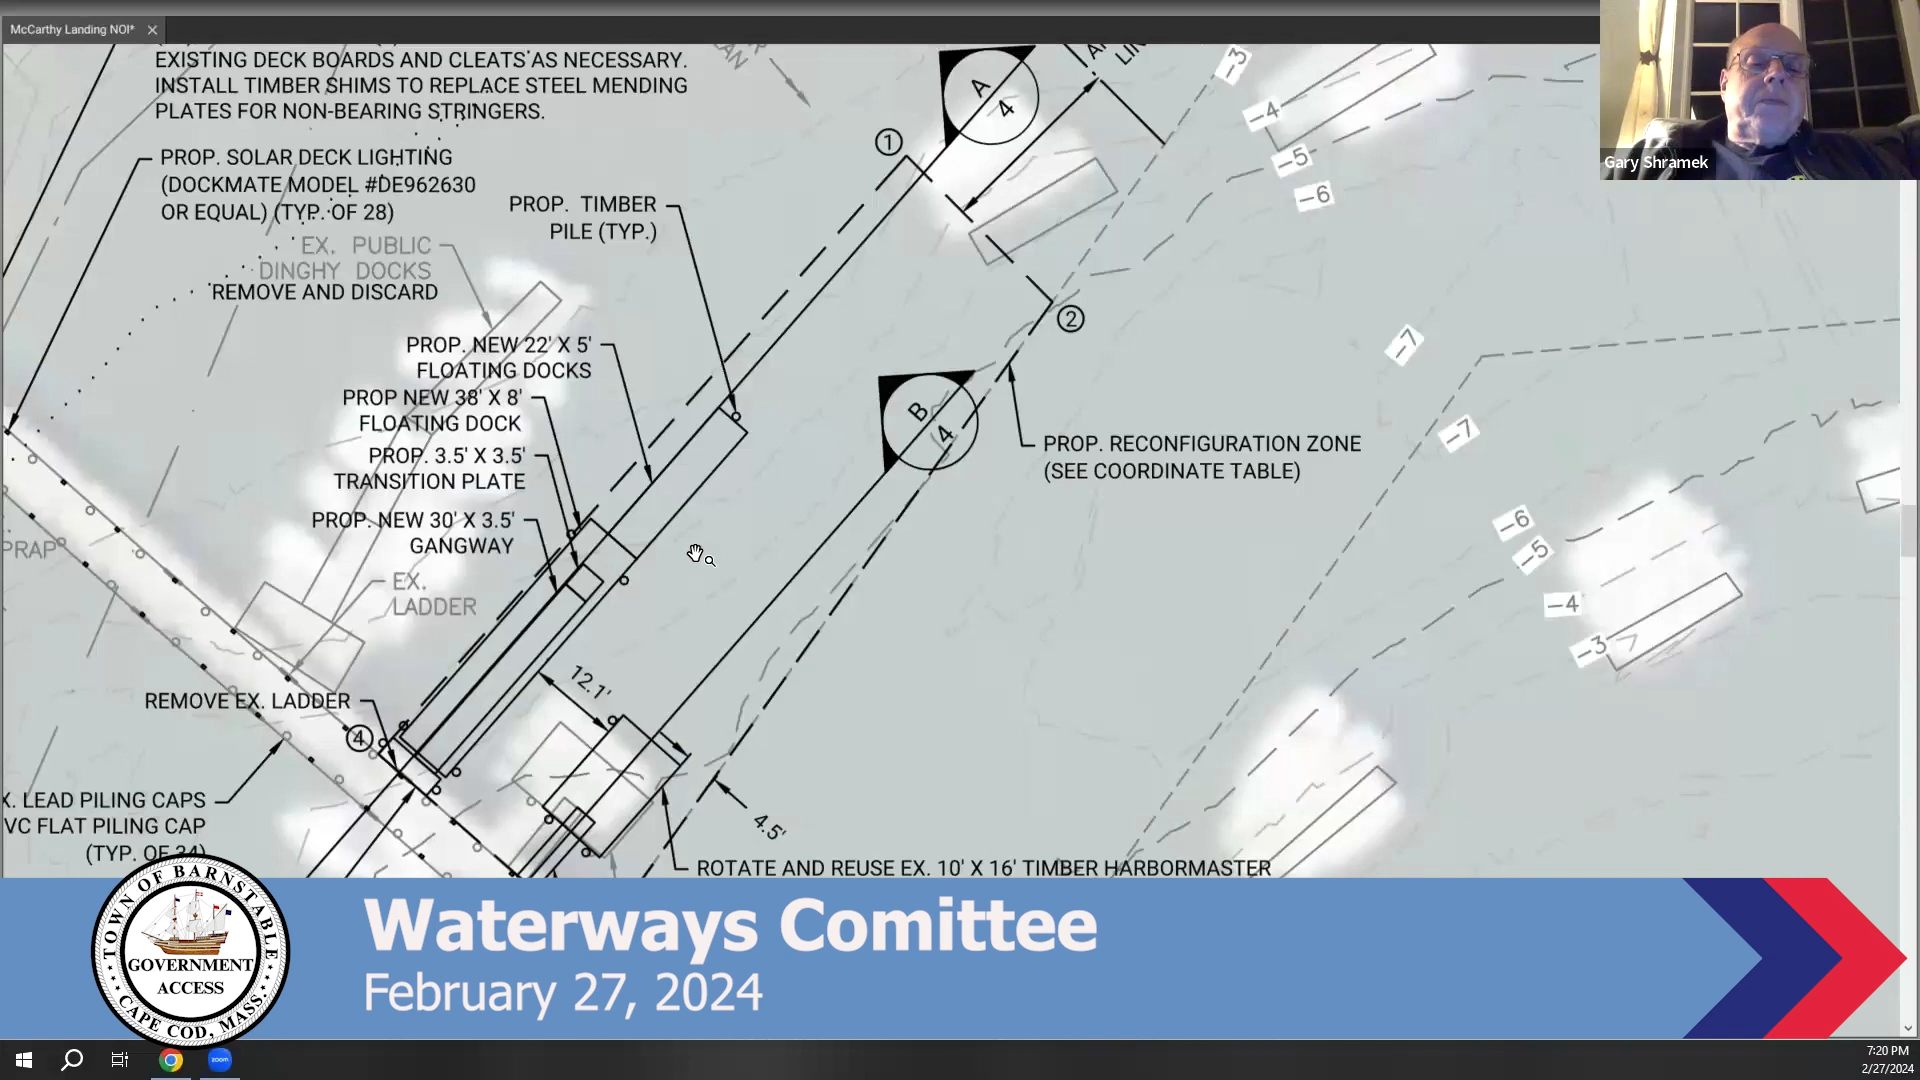 McCarthy Landing NOI*
EXISTING DECK BOARDS AND CLEATS AS NECESSARY.
INSTALL TIMBER SHIMS TO REPLACE STEEL MENDING
PLATES FOR NON-BEARING STRINGERS.
PROP. SOLAR DECK LIGHTING
(DOCKMATE MODEL #DE962630
OR EQUAL) (TYP. OF 28)
PROP. TIMBER
PILE (TYP.)
EX. PUBLIC
DINGHY DOCKS
REMOVE AND DISCARD
PROP. NEW 22' X 5'
FLOATING DOCKS
PROP NEW 38' X 8'
FLOATING DOCK
PROP. 3.5' X 3.5'
TRANSITION PLATE
PROP. NEW 30' X 3.5'
GANGWAY
EX.
LADDER
REMOVE EX. LADDER
PRAP
X. LEAD PILING CAPS
VC FLAT PILING CAP
(TYP. OF 34)
A
4
1
2
B
4
4
12.1'
4.5'
PROP. RECONFIGURATION ZONE
(SEE COORDINATE TABLE)
ROTATE AND REUSE EX. 10' X 16' TIMBER HARBORMASTER
-3
-4
-5
-6
-7
-7
-6
-5
-4
-3
Gary Shramek
TOWN OF BARNSTABLE
GOVERNMENT
ACCESS
CAPE COD, MASS.
Waterways Comittee
February 27, 2024
zoom
7:20 PM
2/27/2024